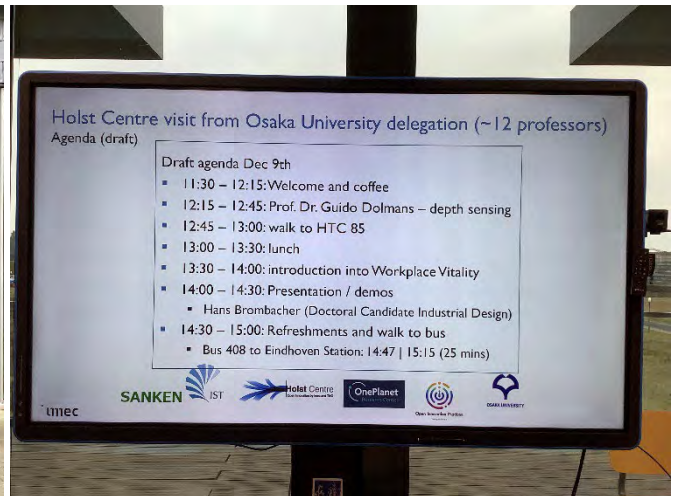 Holst Centre visit from Osaka University delegation (~12 professors)
Agenda (draft)
Draft agenda Dec 9th
▪ 11:30 – 12:15: Welcome and coffee
▪ 12:15 – 12:45: Prof. Dr. Guido Dolmans – depth sensing
▪ 12:45 – 13:00: walk to HTC 85
▪ 13:00 – 13:30: lunch
▪ 13:30 – 14:00: introduction into Workplace Vitality
▪ 14:00 – 14:30: Presentation / demos
▪ Hans Brombacher (Doctoral Candidate Industrial Design)
▪ 14:30 – 15:00: Refreshments and walk to bus
▪ Bus 408 to Eindhoven Station: 14:47 | 15:15 (25 mins)
SANKEN
IST
Holst Centre
OnePlanet
OSAKA UNIVERSITY
imec